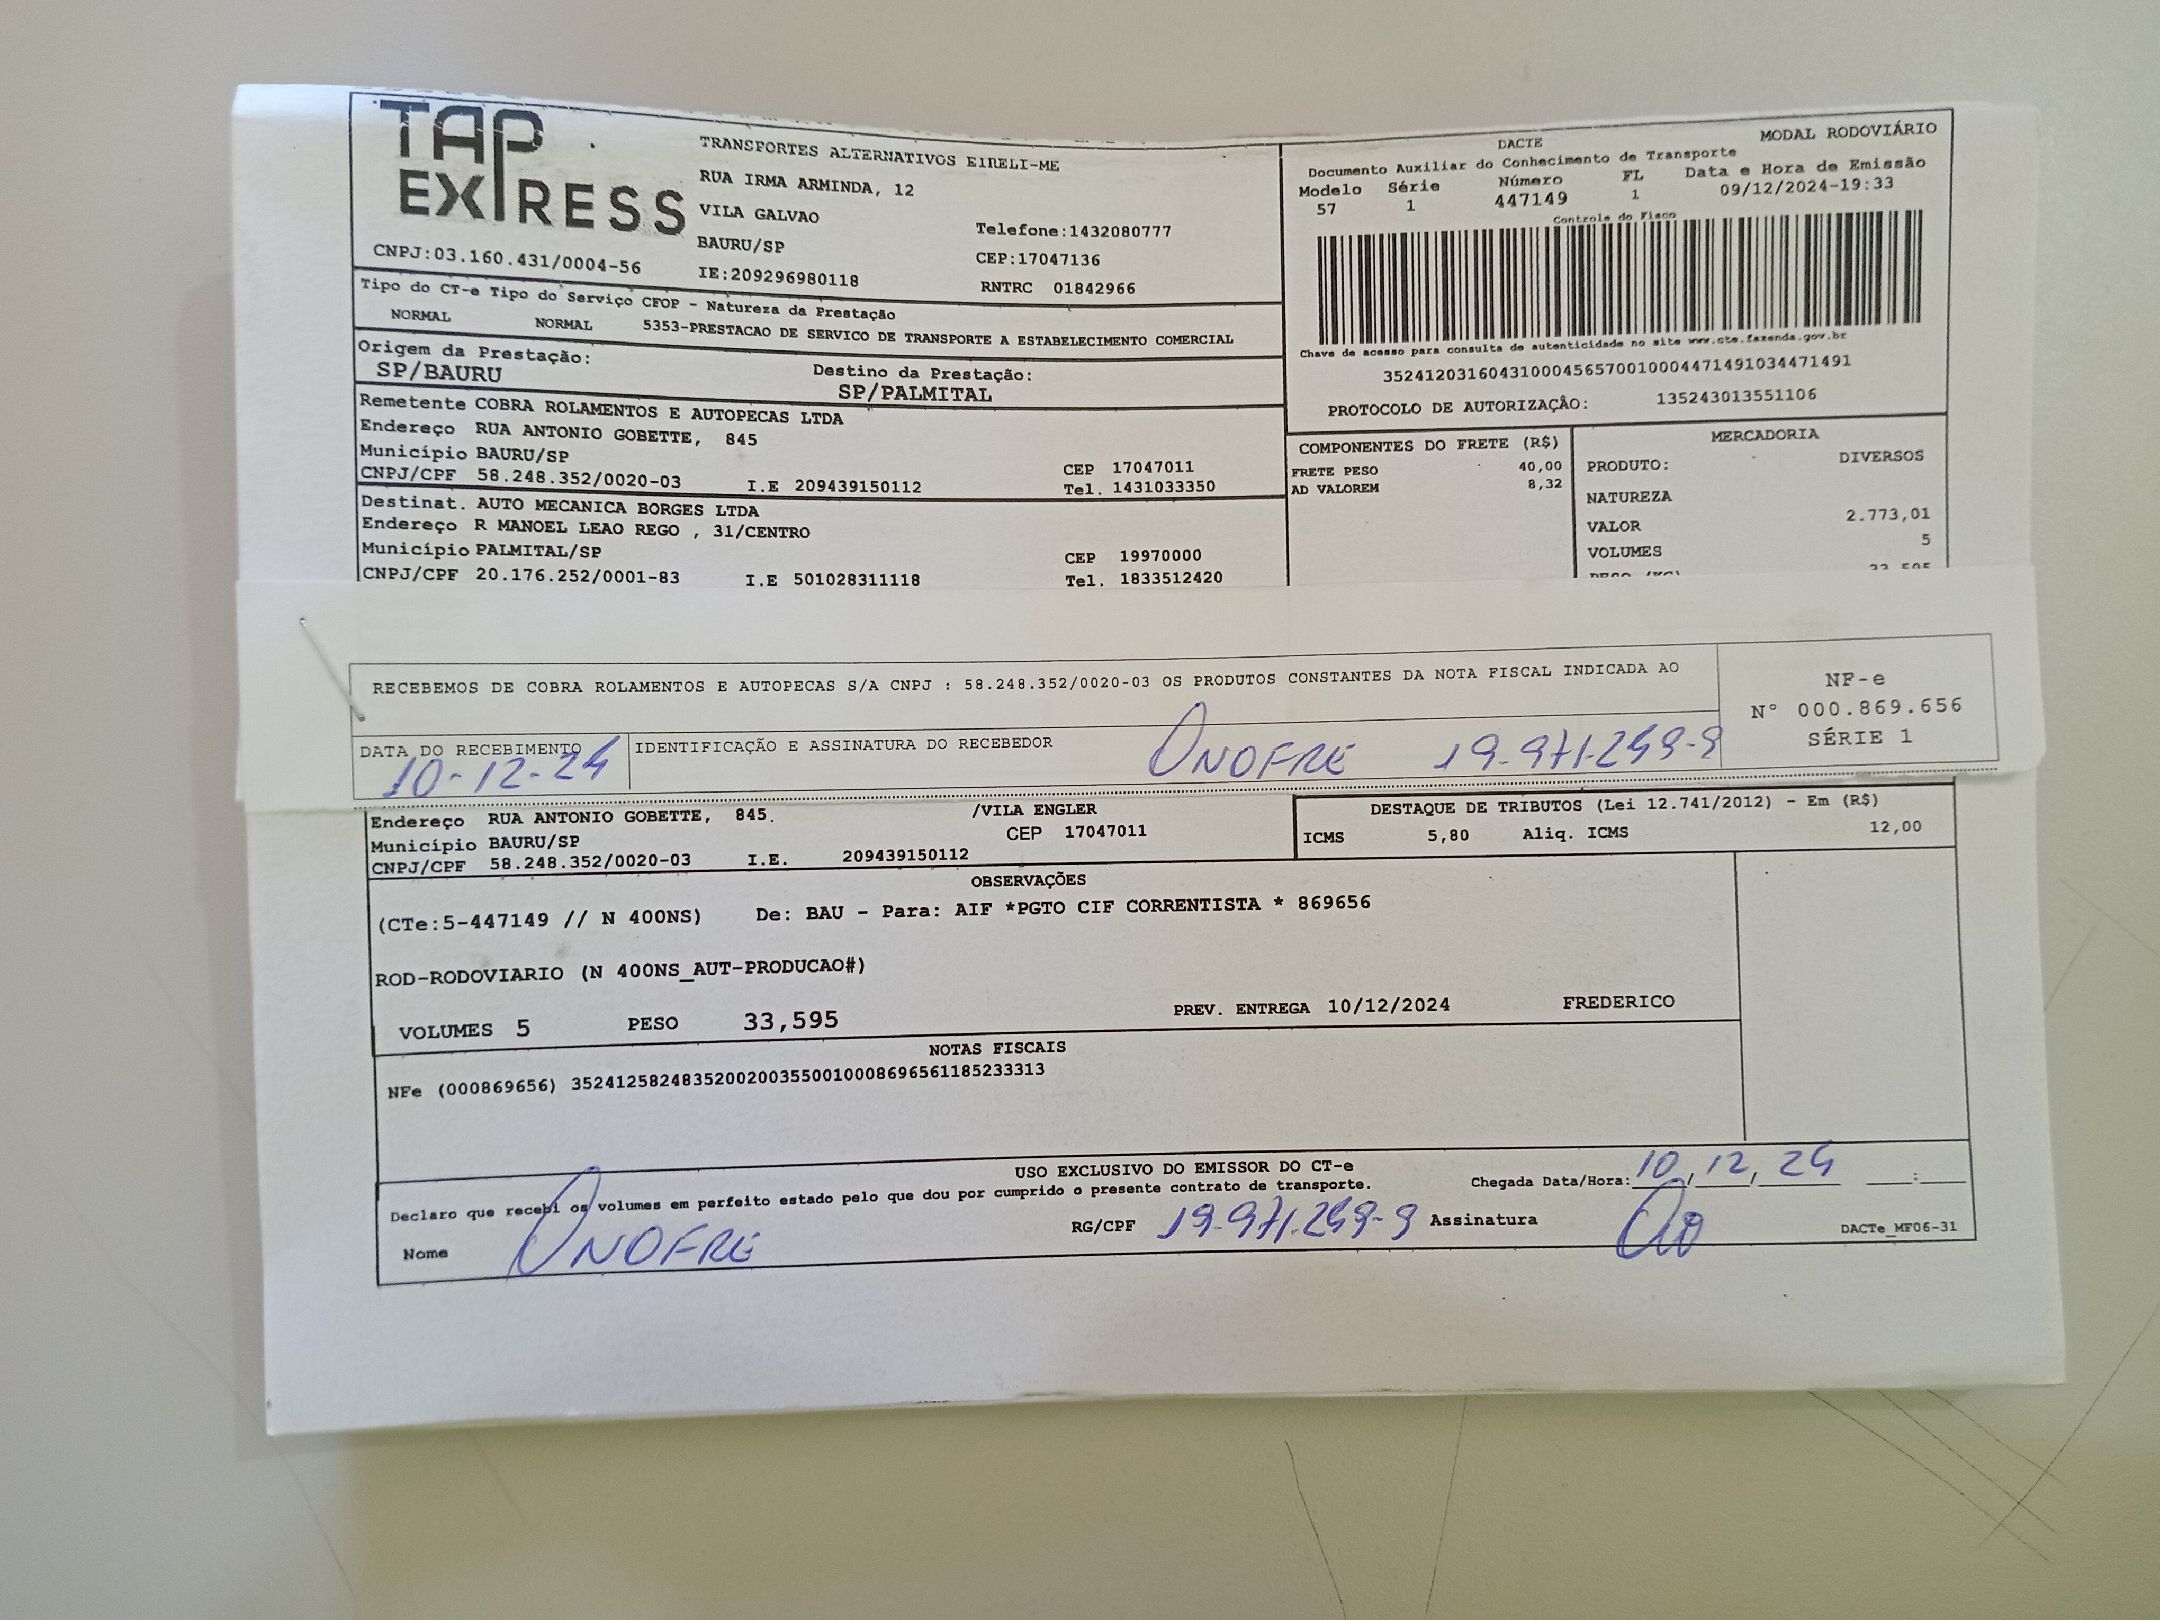 TAP EXPRESS
TRANSPORTES ALTERNATIVOS EIRELI-ME
RUA IRMA ARMINDA, 12
VILA GALVAO
BAURU/SP
IE:209296980118
Telefone:1432080777
CEP:17047136
RNTRC 01842966
CNPJ:03.160.431/0004-56
DACTE
MODAL RODOVIÁRIO
Documento Auxiliar do Conhecimento de Transporte
Modelo Série Número FL Data e Hora de Emissão
57 1 447149 1 09/12/2024-19:33
Controle do Fisco
Chave de acesso para consulta de autenticidade no site www.cte.fazenda.gov.br
35241203160431000456570010004471491034471491
PROTOCOLO DE AUTORIZAÇÃO: 135243013551106
Tipo do CT-e Tipo do Serviço CFOP - Natureza da Prestação
NORMAL NORMAL 5353-PRESTACAO DE SERVICO DE TRANSPORTE A ESTABELECIMENTO COMERCIAL
Origem da Prestação: Destino da Prestação:
SP/BAURU SP/PALMITAL
Remetente COBRA ROLAMENTOS E AUTOPECAS LTDA
Endereço RUA ANTONIO GOBETTE, 845
Município BAURU/SP CEP 17047011
CNPJ/CPF 58.248.352/0020-03 I.E 209439150112 Tel. 1431033350
Destinat. AUTO MECANICA BORGES LTDA
Endereço R MANOEL LEAO REGO , 31/CENTRO
Município PALMITAL/SP CEP 19970000
CNPJ/CPF 20.176.252/0001-83 I.E 501028311118 Tel. 1833512420
COMPONENTES DO FRETE (R$)
FRETE PESO 40,00
AD VALOREM 8,32
MERCADORIA
PRODUTO: DIVERSOS
NATUREZA
VALOR 2.773,01
VOLUMES 5
RECEBEMOS DE COBRA ROLAMENTOS E AUTOPECAS S/A CNPJ : 58.248.352/0020-03 OS PRODUTOS CONSTANTES DA NOTA FISCAL INDICADA AO
NF-e
N° 000.869.656
SÉRIE 1
DATA DO RECEBIMENTO
10-12-24
IDENTIFICAÇÃO E ASSINATURA DO RECEBEDOR
ONOFRE 19.971.299-9
Endereço RUA ANTONIO GOBETTE, 845. /VILA ENGLER
Município BAURU/SP CEP 17047011
CNPJ/CPF 58.248.352/0020-03 I.E. 209439150112
DESTAQUE DE TRIBUTOS (Lei 12.741/2012) - Em (R$)
ICMS 5,80 Aliq. ICMS 12,00
OBSERVAÇÕES
(CTe:5-447149 // N 400NS) De: BAU - Para: AIF *PGTO CIF CORRENTISTA * 869656
ROD-RODOVIARIO (N 400NS_AUT-PRODUCAO#)
VOLUMES 5 PESO 33,595 PREV. ENTREGA 10/12/2024 FREDERICO
NOTAS FISCAIS
NFe (000869656) 35241258248352002003550010008696561185233313
USO EXCLUSIVO DO EMISSOR DO CT-e
Declaro que recebi os volumes em perfeito estado pelo que dou por cumprido o presente contrato de transporte.
Chegada Data/Hora: 10/12/24 :
Nome ONOFRE RG/CPF 19.971.299-9 Assinatura
DACTe_MF06-31